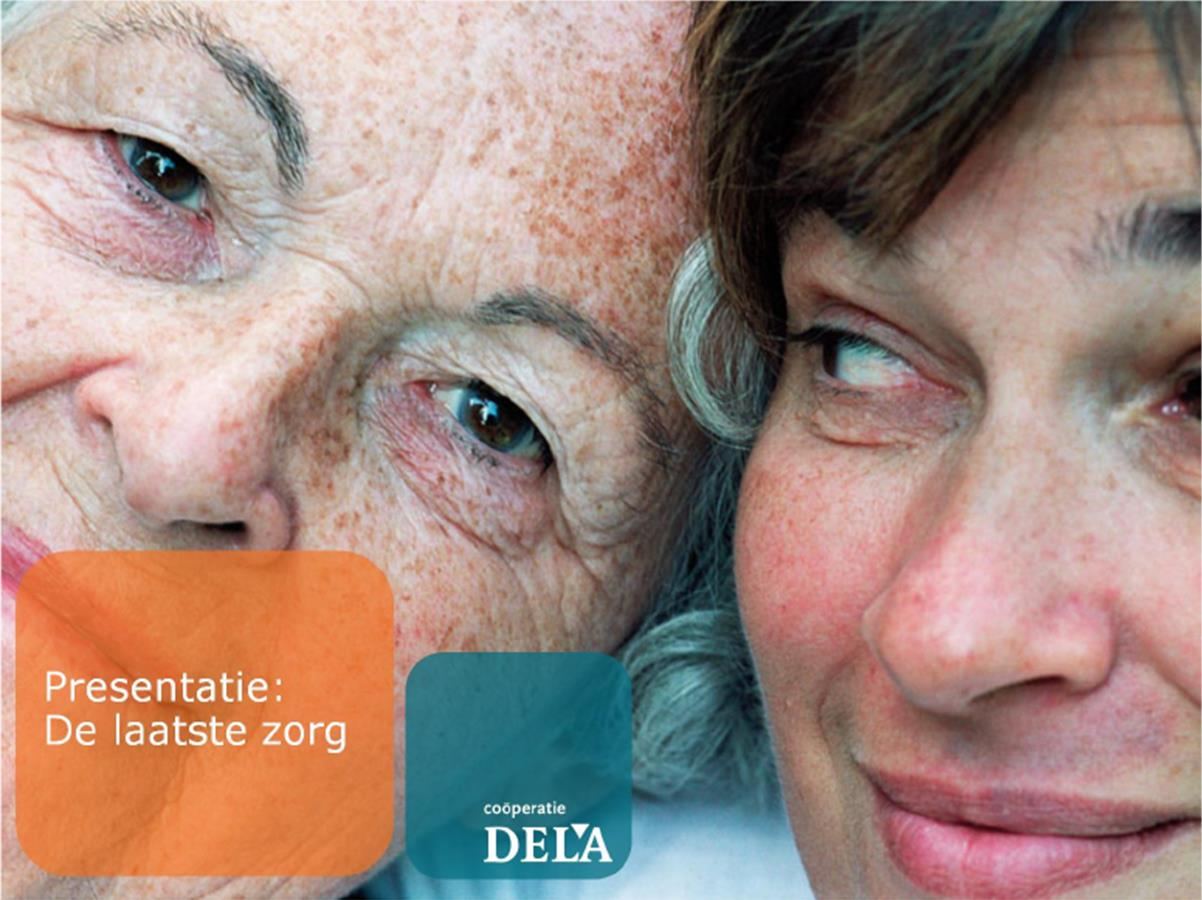 Presentatie:
De laatste zorg
coöperatie
DELA